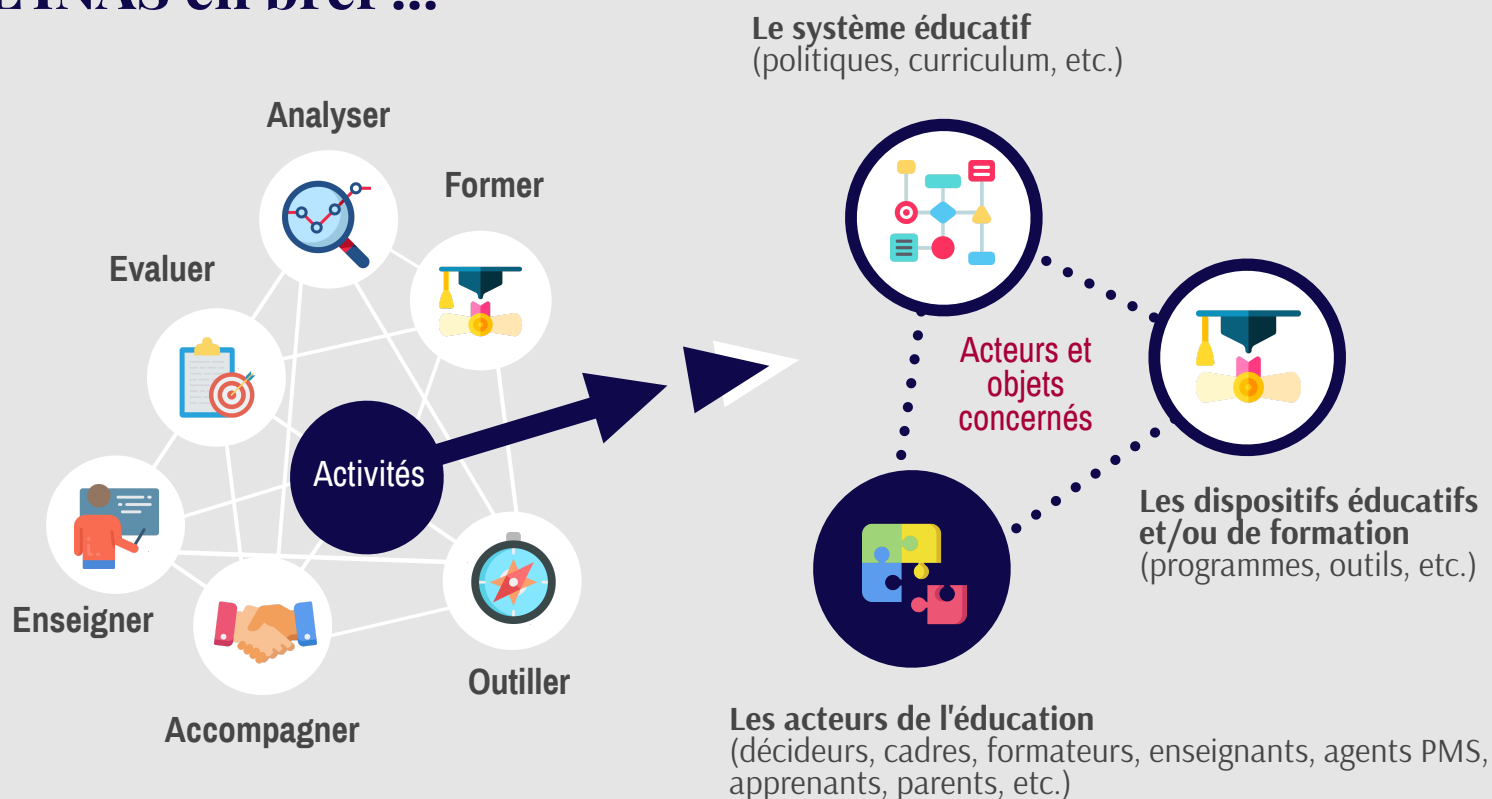 en bref ...
Analyser
Former
Evaluer
Activités
Enseigner
Accompagner
Outiller
Le système éducatif
(politiques, curriculum, etc.)
Acteurs et
objets
concernés
Les dispositifs éducatifs
et/ou de formation
(programmes, outils, etc.)
Les acteurs de l'éducation
(décideurs, cadres, formateurs, enseignants, agents PMS,
apprenants, parents, etc.)